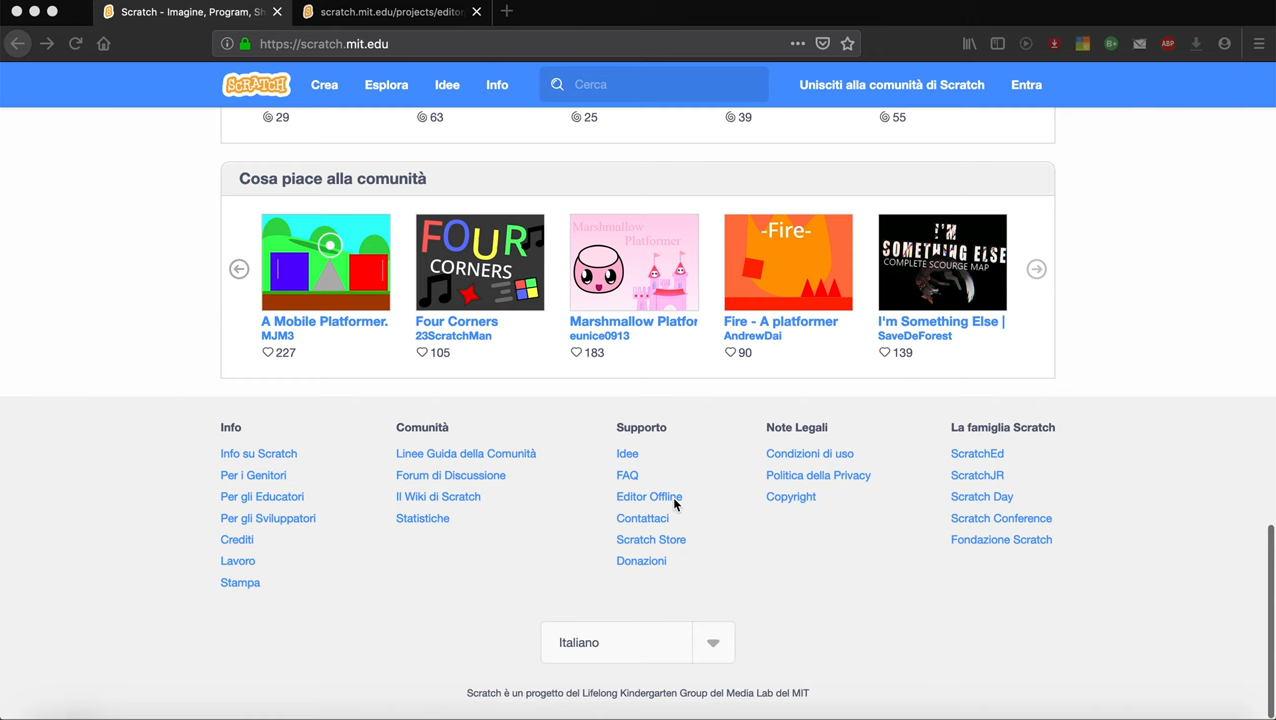 Scratch - Imagine, Program, Sh
scratch.mit.edu/projects/editor
https://scratch.mit.edu
ABP
SCRATCH Crea Esplora Idee Info Cerca Unisciti alla comunità di Scratch Entra
29 63 25 39 55
Cosa piace alla comunità
FOUR
CORNERS
Marshmallow
Platformer
-Fire-
I'M
SOMETHING ELSE
COMPLETE SCOURGE MAP
A Mobile Platformer. Four Corners Marshmallow Platfor Fire - A platformer I'm Something Else |
MJM3 23ScratchMan eunice0913 AndrewDai SaveDeForest
227 105 183 90 139
Info
Info su Scratch
Per i Genitori
Per gli Educatori
Per gli Sviluppatori
Crediti
Lavoro
Stampa
Comunità
Linee Guida della Comunità
Forum di Discussione
Il Wiki di Scratch
Statistiche
Supporto
Idee
FAQ
Editor Offline
Contattaci
Scratch Store
Donazioni
Note Legali
Condizioni di uso
Politica della Privacy
Copyright
La famiglia Scratch
ScratchEd
ScratchJR
Scratch Day
Scratch Conference
Fondazione Scratch
Italiano
Scratch è un progetto del Lifelong Kindergarten Group del Media Lab del MIT